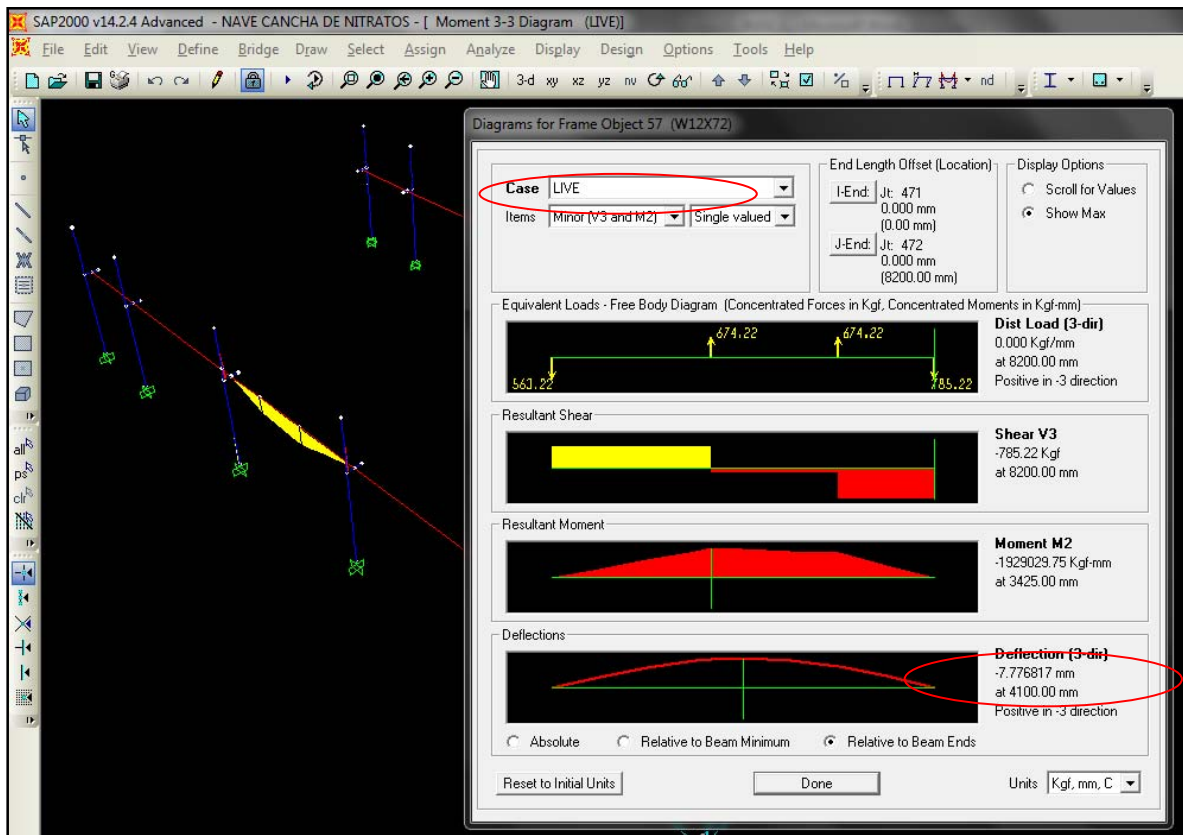 SAP2000 v14.2.4 Advanced - NAVE CANCHA DE NITRATOS - [ Moment 3-3 Diagram (LIVE)]
File Edit View Define Bridge Draw Select Assign Analyze Display Design Options Tools Help
3-d xy xz yz nv nd
all
ps
clr
Diagrams for Frame Object 57 (W12X72)
Case LIVE
Items Minor (V3 and M2) Single valued
End Length Offset (Location)
I-End: Jt: 471
0.000 mm
(0.00 mm)
J-End: Jt: 472
0.000 mm
(8200.00 mm)
Display Options
Scroll for Values
Show Max
Equivalent Loads - Free Body Diagram (Concentrated Forces in Kgf, Concentrated Moments in Kgf-mm)
674.22 674.22
563.22 785.22
Dist Load (3-dir)
0.000 Kgf/mm
at 8200.00 mm
Positive in -3 direction
Resultant Shear
Shear V3
-785.22 Kgf
at 8200.00 mm
Resultant Moment
Moment M2
-1929029.75 Kgf-mm
at 3425.00 mm
Deflections
Deflection (3-dir)
-7.776817 mm
at 4100.00 mm
Positive in -3 direction
Absolute Relative to Beam Minimum Relative to Beam Ends
Reset to Initial Units Done Units Kgf, mm, C